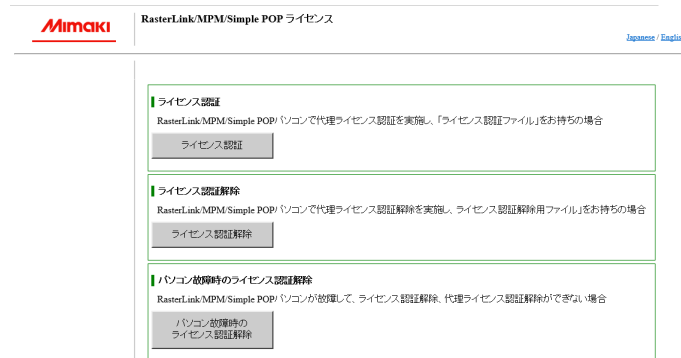 Mimaki
RasterLink/MPM/Simple POP ライセンス
Japanese / Englis
ライセンス認証
RasterLink/MPM/Simple POPパソコンで代理ライセンス認証を実施し、「ライセンス認証ファイル」をお持ちの場合
ライセンス認証
ライセンス認証解除
RasterLink/MPM/Simple POPパソコンで代理ライセンス認証解除を実施し、ライセンス認証解除用ファイル」をお持ちの場合
ライセンス認証解除
パソコン故障時のライセンス認証解除
RasterLink/MPM/Simple POPパソコンが故障して、ライセンス認証解除、代理ライセンス認証解除ができない場合
パソコン故障時の
ライセンス認証解除